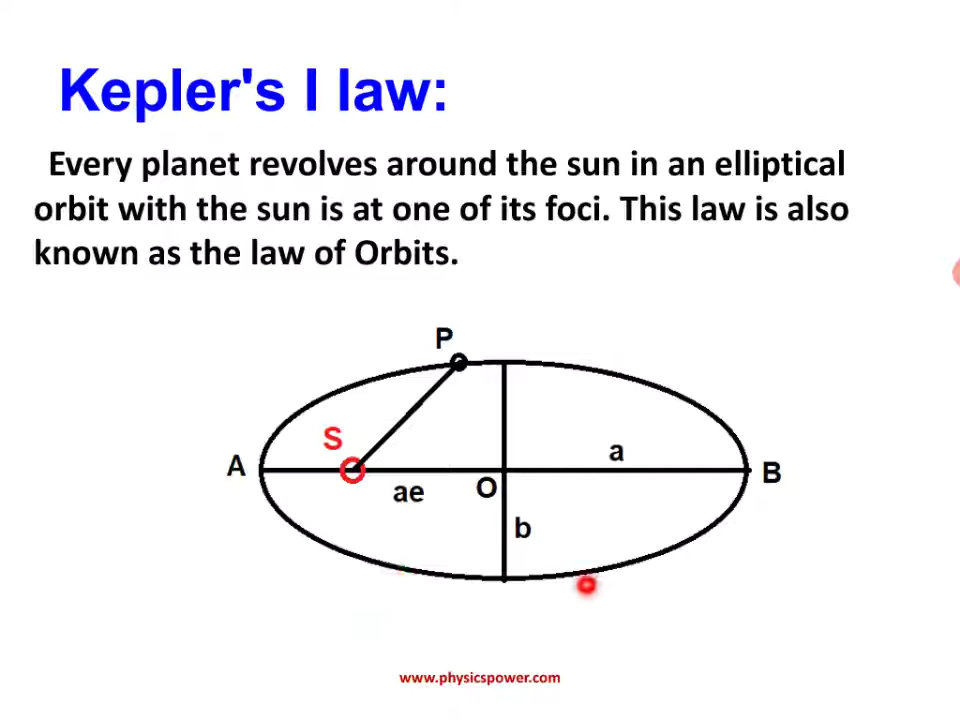 Kepler's I law:
Every planet revolves around the sun in an elliptical
orbit with the sun is at one of its foci. This law is also
known as the law of Orbits.
P
S
a
A
B
ae
O
b
www.physicspower.com